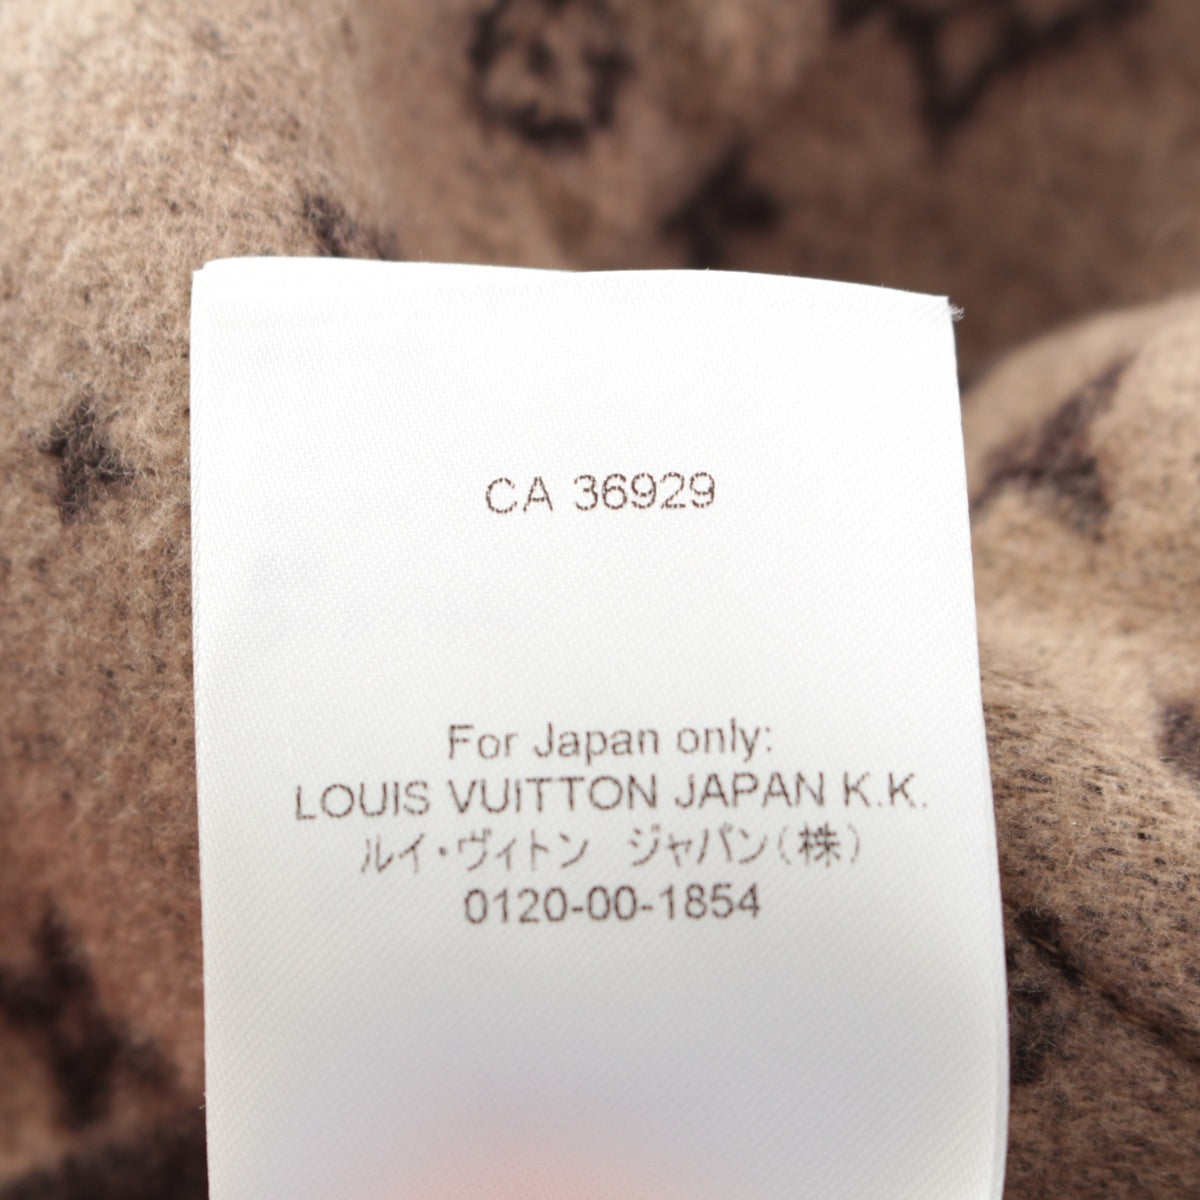 CA 36929
For Japan only:
LOUIS VUITTON JAPAN K.K.
ルイ・ヴィトン　ジャパン(株)
0120-00-1854